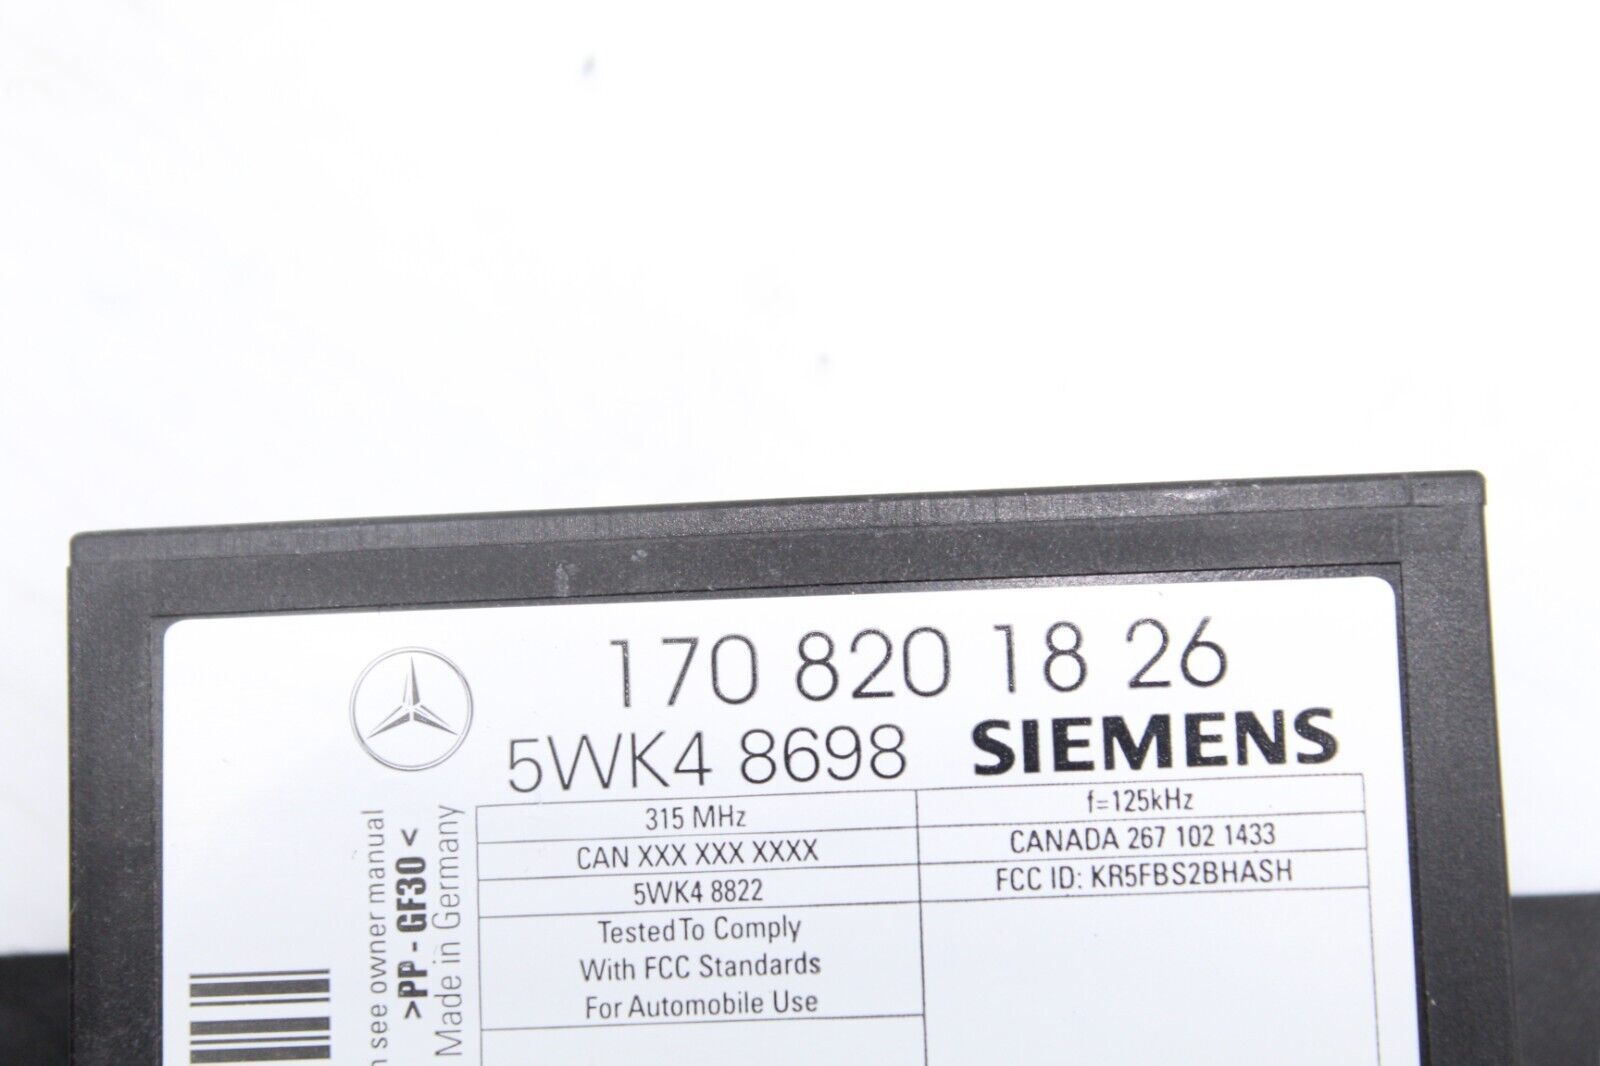 170 820 18 26
5WK4 8698 SIEMENS
315 MHz
f=125kHz
CAN XXX XXX XXXX
CANADA 267 102 1433
5WK4 8822
FCC ID: KR5FBS2BHASH
Tested To Comply
With FCC Standards
For Automobile Use
see owner manual
>PP - GF30 <
Made in Germany